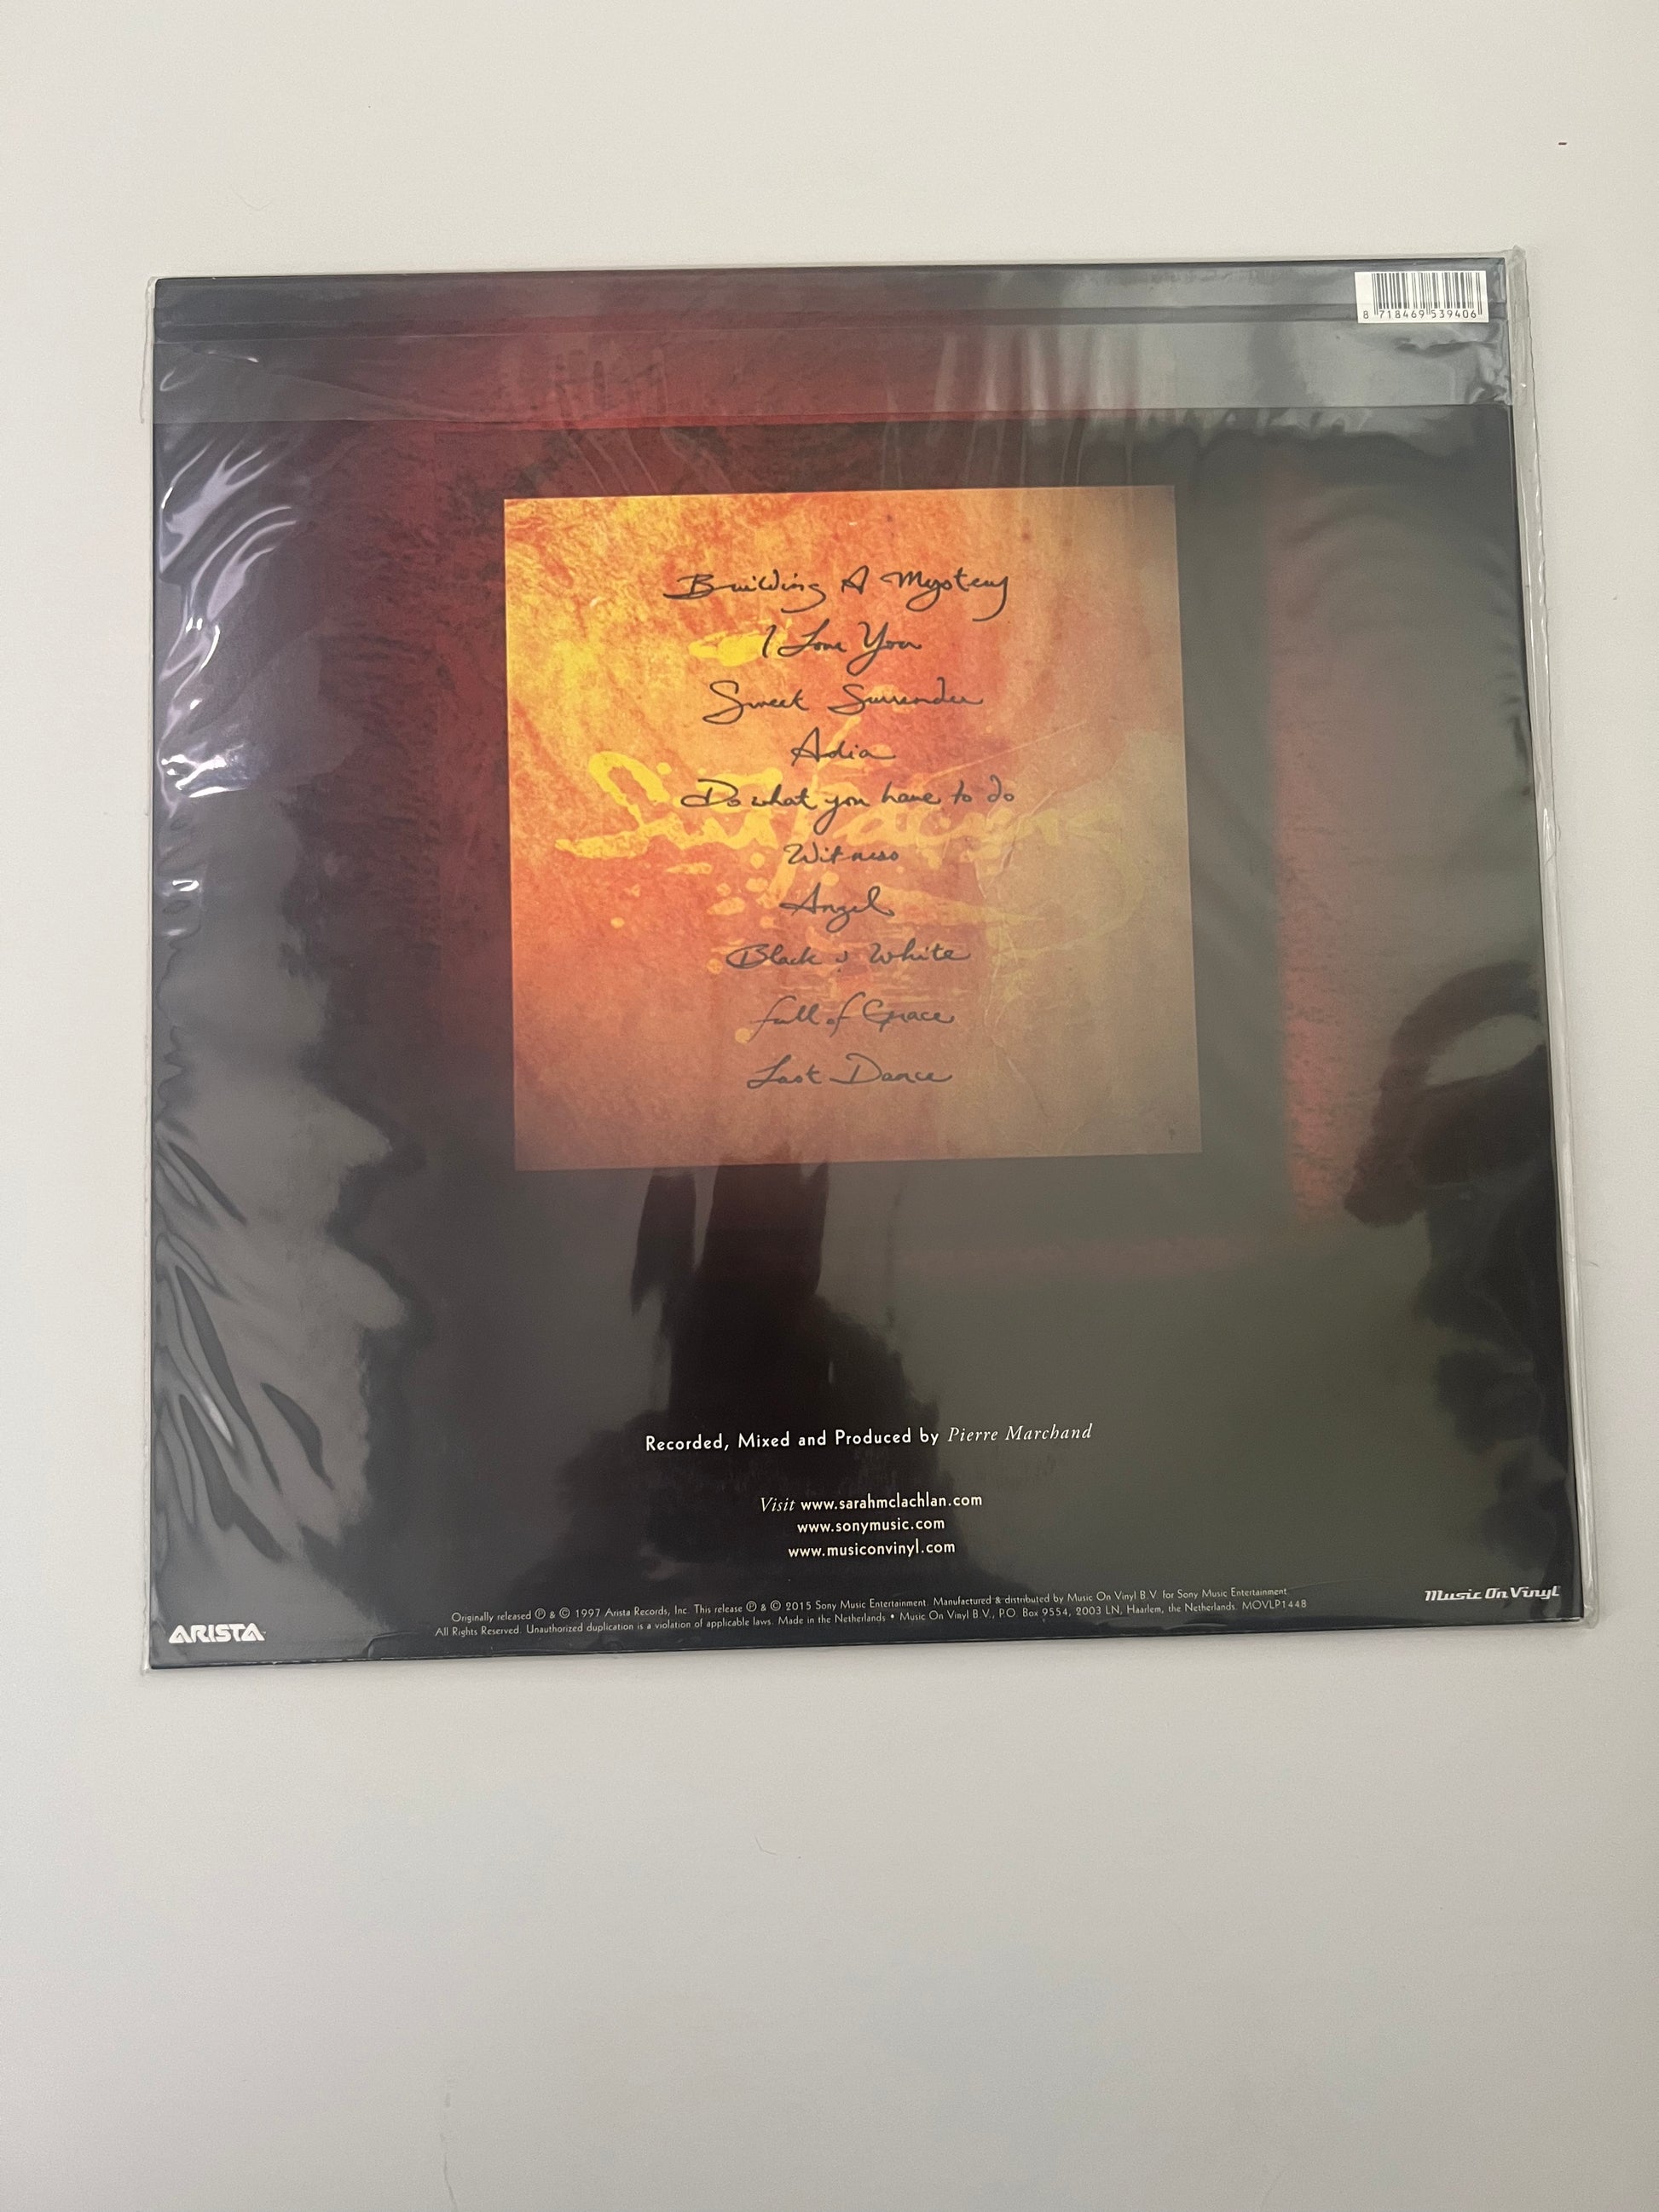 8 718469 539406
Building A Mystery
I Love You
Sweet Surrender
Adia
Do what you have to do
Witness
Angel
Black & White
full of Grace
Last Dance
Surfacing
Recorded, Mixed and Produced by Pierre Marchand
Visit www.sarahmclachlan.com
www.sonymusic.com
www.musiconvinyl.com
Originally released ℗ & © 1997 Arista Records, Inc. This release ℗ & © 2015 Sony Music Entertainment. Manufactured & distributed by Music On Vinyl B.V. for Sony Music Entertainment.
All Rights Reserved. Unauthorized duplication is a violation of applicable laws. Made in the Netherlands • Music On Vinyl B.V., P.O. Box 9554, 2003 LN, Haarlem, the Netherlands. MOVLP1448
ARISTA
Music On Vinyl